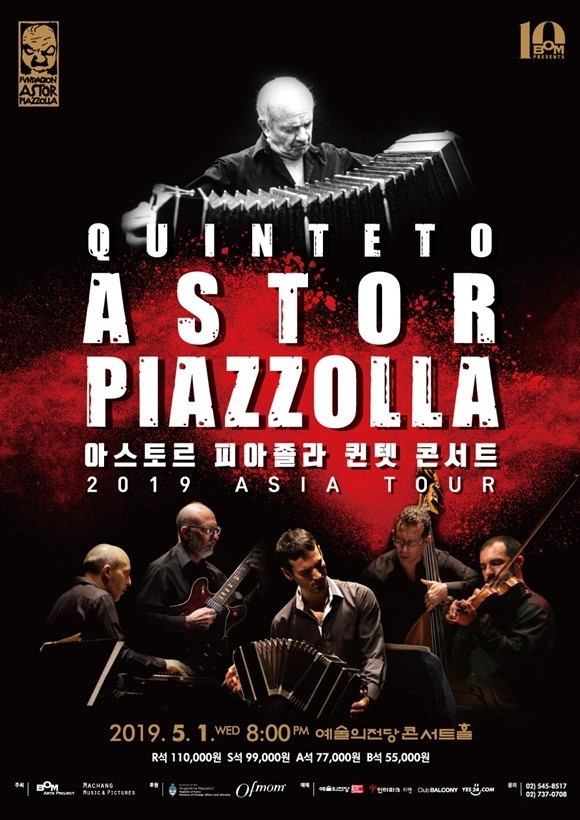 FUNDACION
ASTOR
PIAZZOLLA
10
BOM
PRESENTS
QUINTETO
ASTOR
PIAZZOLLA
아스토르 피아졸라 퀸텟 콘서트
2019 ASIA TOUR
2019. 5. 1. WED 8:00 PM 예술의전당 콘서트홀
R석 110,000원 S석 99,000원 A석 77,000원 B석 55,000원
주최 BOM ARTS PROJECT MACHANG MUSIC & PICTURES 후원 Argentine Republic Ofmom 예매 예술의전당 인터파크 티켓 Club BALCONY YES24.COM 문의 02) 545-8517
02) 737-0708